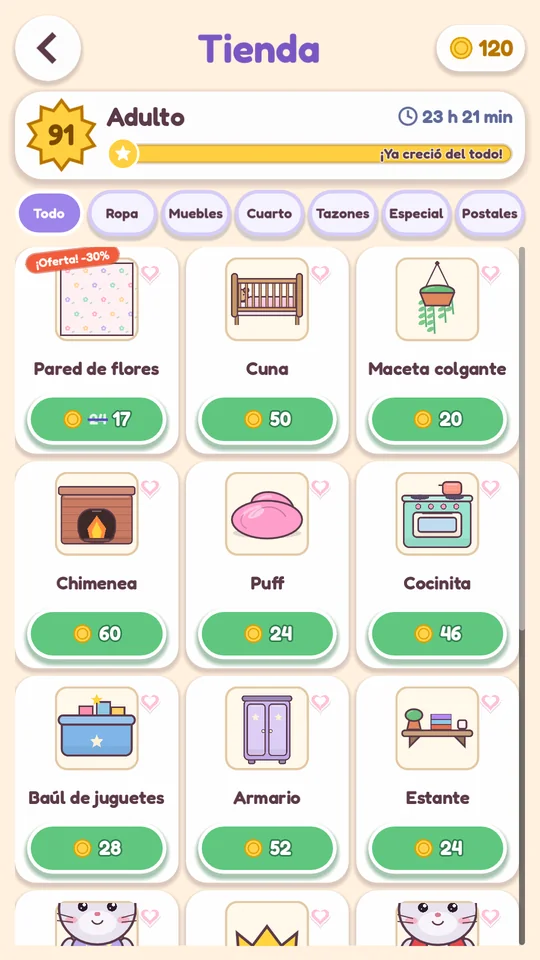 Tienda
120
91
Adulto
23 h 21 min
¡Ya creció del todo!
Todo
Ropa
Muebles
Cuarto
Tazones
Especial
Postales
¡Oferta! -30%
Pared de flores
Cuna
Maceta colgante
24 17
50
20
Chimenea
Puff
Cocinita
60
24
46
Baúl de juguetes
Armario
Estante
28
52
24